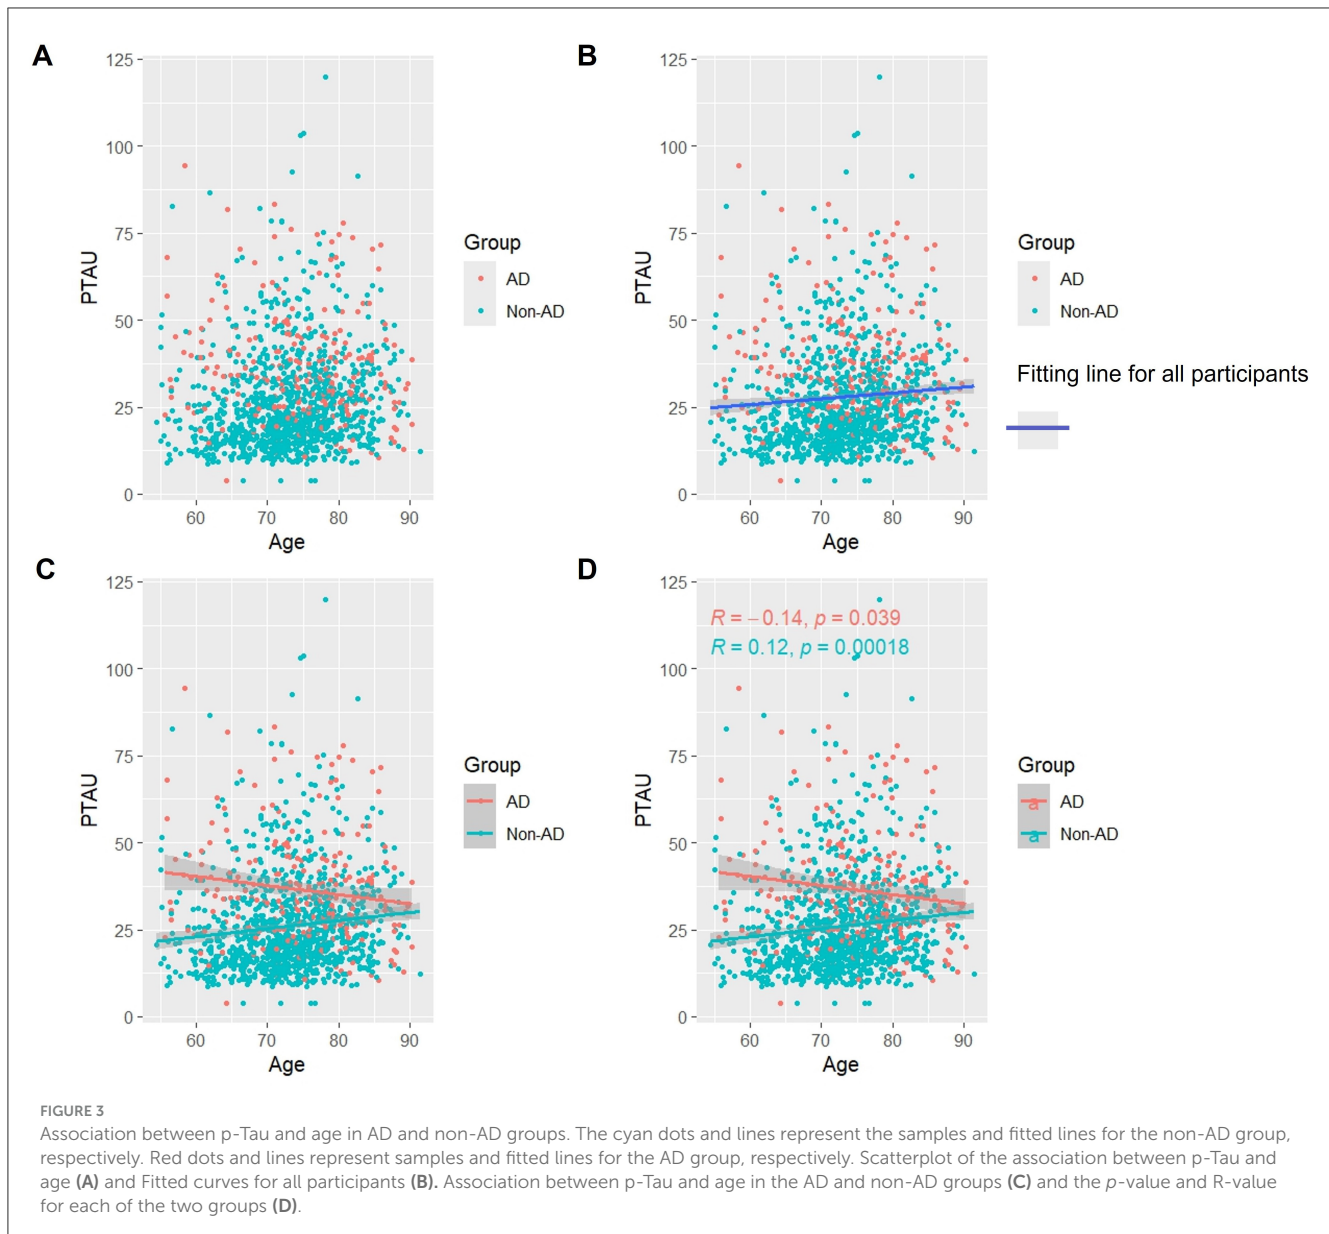 A
125
100
75
50
25
0
PTAU
60 70 80 90
Age
Group
AD
Non-AD
B
125
100
75
50
25
0
PTAU
60 70 80 90
Age
Group
AD
Non-AD
Fitting line for all participants
C
125
100
75
50
25
0
PTAU
60 70 80 90
Age
Group
AD
Non-AD
D
125
100
75
50
25
0
PTAU
R = − 0.14, p = 0.039
R = 0.12, p = 0.00018
60 70 80 90
Age
Group
a AD
a Non-AD
FIGURE 3
Association between p-Tau and age in AD and non-AD groups. The cyan dots and lines represent the samples and fitted lines for the non-AD group,
respectively. Red dots and lines represent samples and fitted lines for the AD group, respectively. Scatterplot of the association between p-Tau and
age (A) and Fitted curves for all participants (B). Association between p-Tau and age in the AD and non-AD groups (C) and the p-value and R-value
for each of the two groups (D).